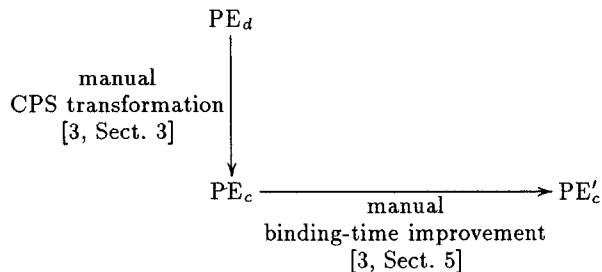 PE_d
manual
CPS transformation
[3, Sect. 3]
PE_c
PE'_c
manual
binding-time improvement
[3, Sect. 5]